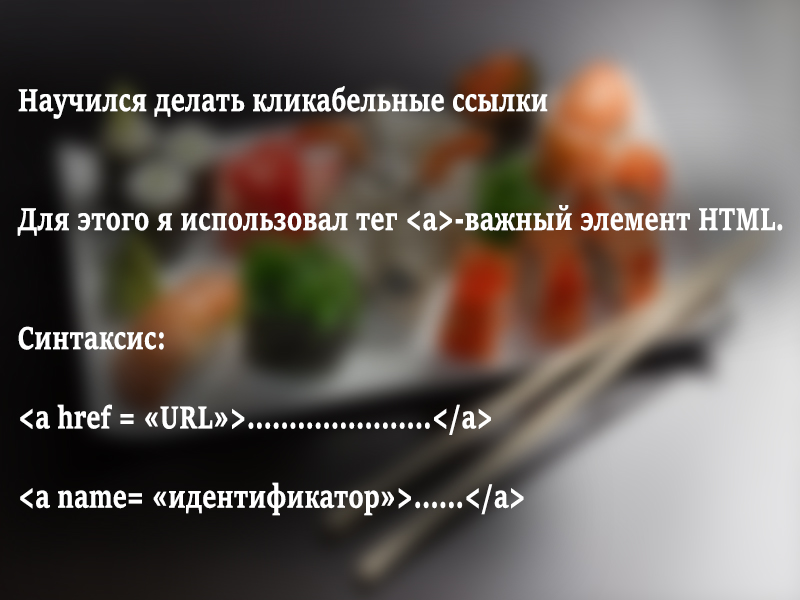 Научился делать кликабельные ссылки
Для этого я использовал тег <a>-важный элемент HTML.
Синтаксис:
<a href = «URL»>......................</a>
<a name= «идентификатор»>......</a>